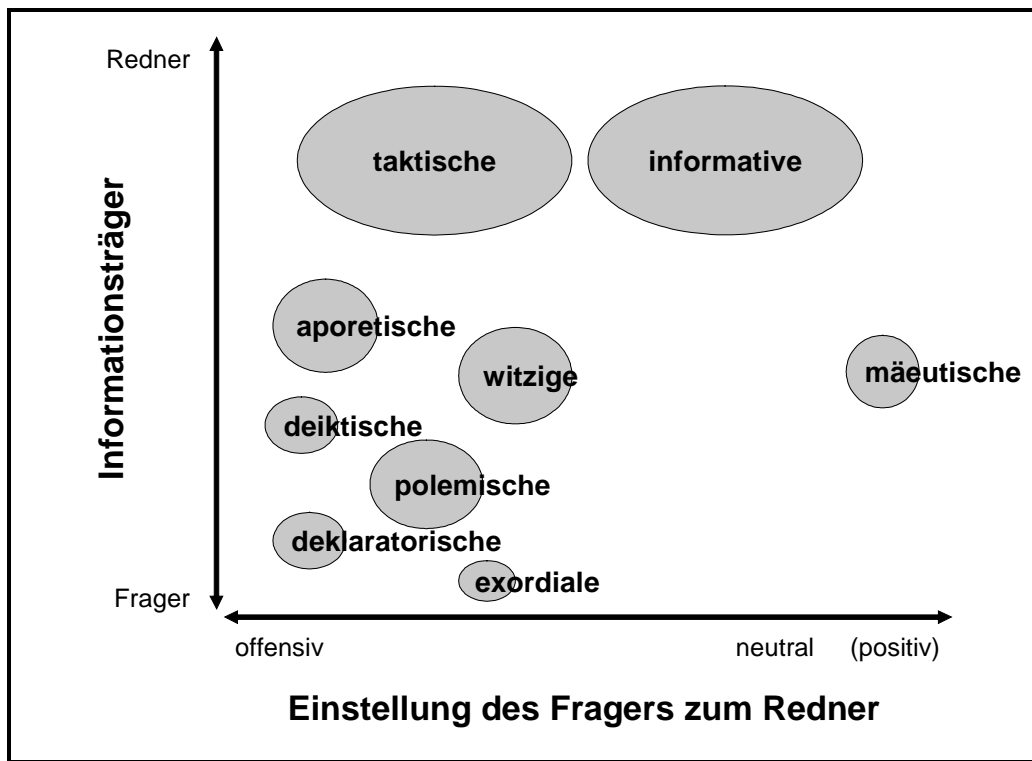 Redner
taktische
informative
Informationsträger
aporetische
witzige
mäeutische
deiktische
polemische
deklaratorische
exordiale
Frager
offensiv
neutral
(positiv)
Einstellung des Fragers zum Redner